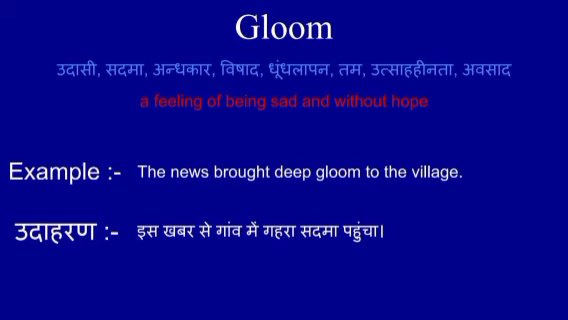 Gloom
उदासी, सदमा, अन्धकार, विषाद, धूंधलापन, तम, उत्साहहीनता, अवसाद
a feeling of being sad and without hope
Example :- The news brought deep gloom to the village.
उदाहरण :- इस खबर से गांव में गहरा सदमा पहुंचा।